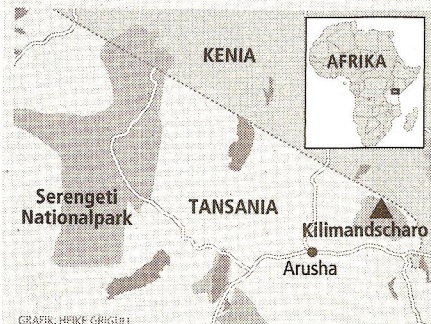 KENIA
AFRIKA
Serengeti
Nationalpark
TANSANIA
Kilimandscharo
Arusha
GRAFIK: HEIKE GRIGULL